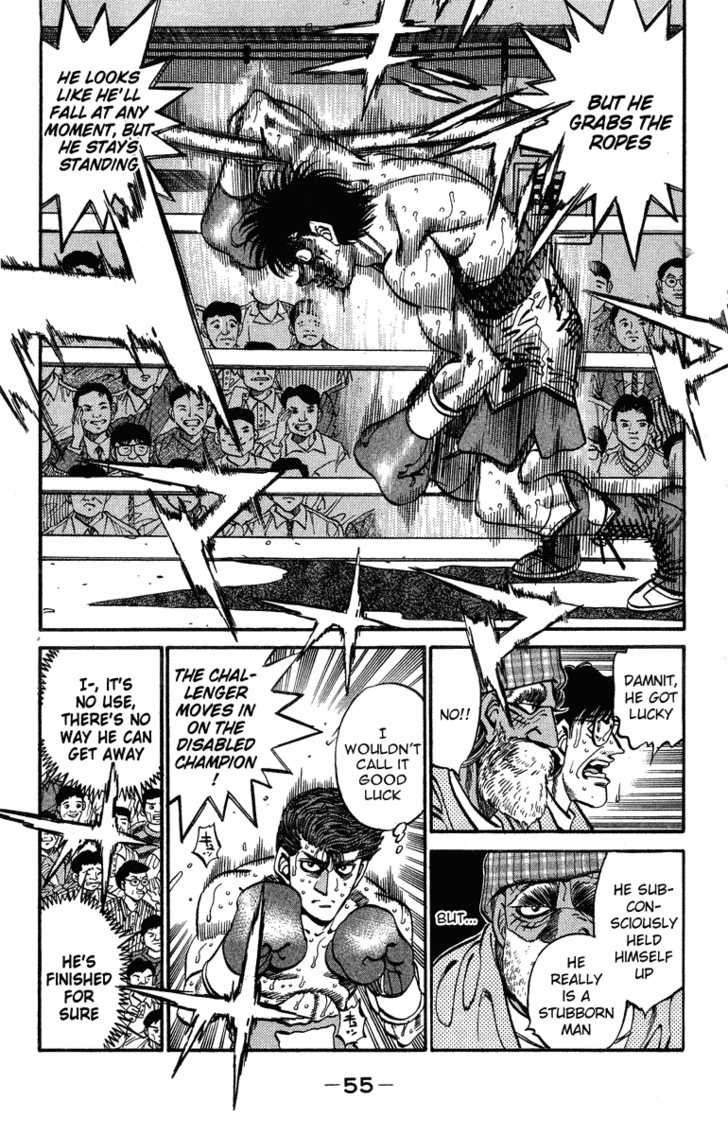 BUT HE
GRABS THE
ROPES
HE LOOKS
LIKE HE'LL
FALL AT ANY
MOMENT, BUT
HE STAYS
STANDING
DAMNIT,
HE GOT
LUCKY
NO!!
HE SUB-
CON-
SCIOUSLY
HELD
HIMSELF
UP
BUT...
HE
REALLY
IS A
STUBBORN
MAN
I
WOULDN'T
CALL IT
GOOD
LUCK
THE CHAL-
LENGER
MOVES IN
ON THE
DISABLED
CHAMPION
!
I-, IT'S
NO USE,
THERE'S NO
WAY HE CAN
GET AWAY
HE'S
FINISHED
FOR
SURE
-55-